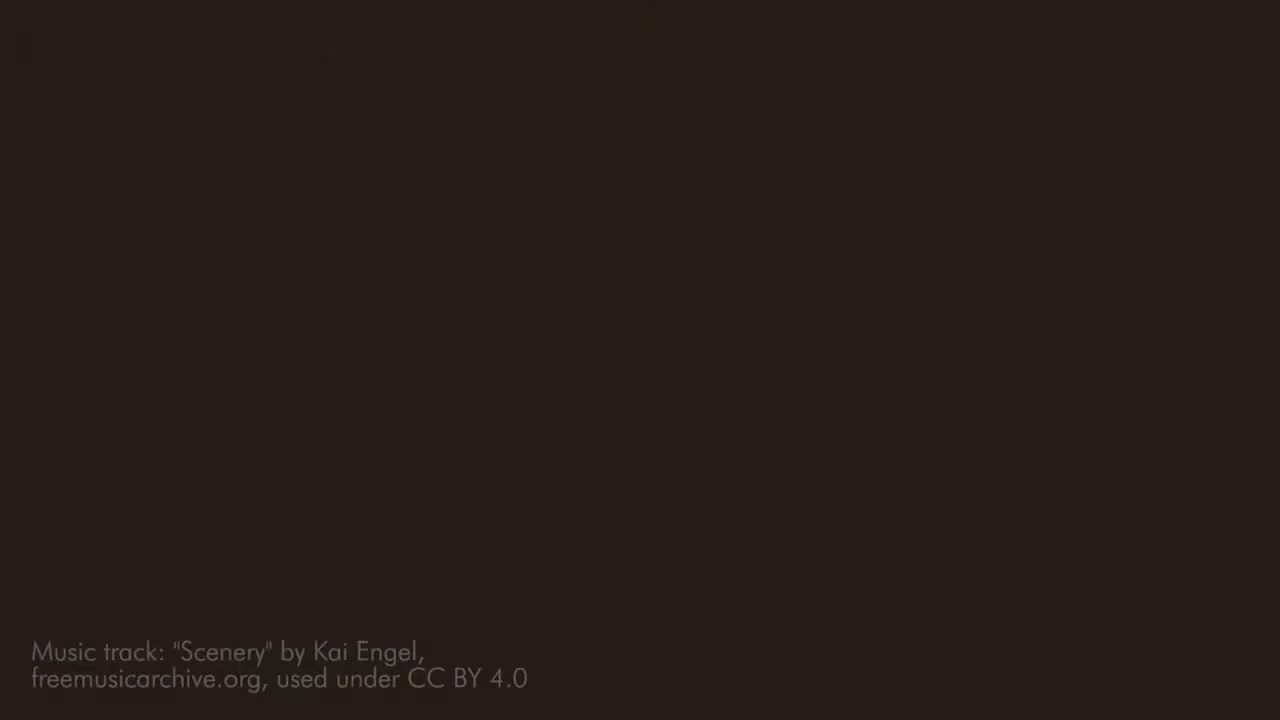 Music track: "Scenery" by Kai Engel,
freemusicarchive.org, used under CC BY 4.0